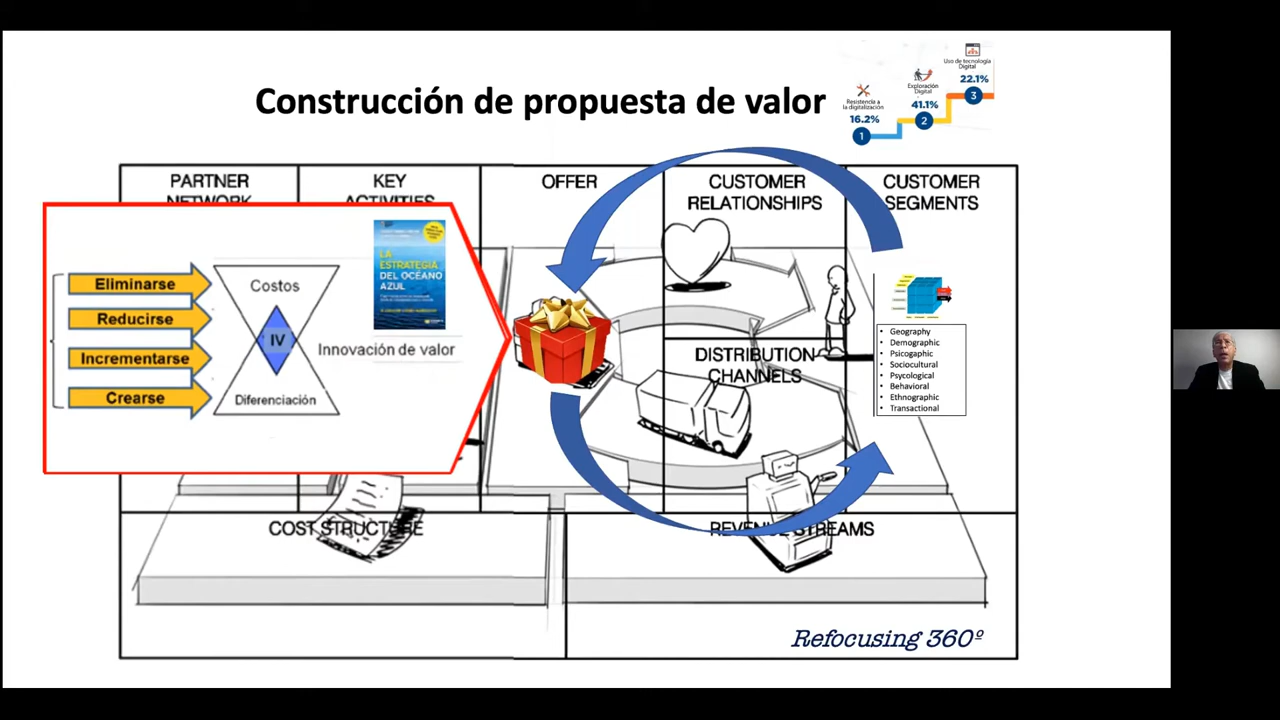 Construcción de propuesta de valor
Resistencia a
la digitalización
16.2%
1
Exploración
Digital
41.1%
2
Uso de tecnología
Digital
22.1%
3
PARTNER
NETWORK
KEY
ACTIVITIES
OFFER
CUSTOMER
RELATIONSHIPS
CUSTOMER
SEGMENTS
Eliminarse
Reducirse
Incrementarse
Crearse
Costos
IV
Diferenciación
LA
ESTRATEGIA
DEL OCÉANO
AZUL
Innovación de valor
DISTRIBUTION
CHANNELS
• Geography
• Demographic
• Psicogaphic
• Sociocultural
• Psycological
• Behavioral
• Ethnographic
• Transactional
COST STRUCTURE
REVENUE STREAMS
Refocusing 360º